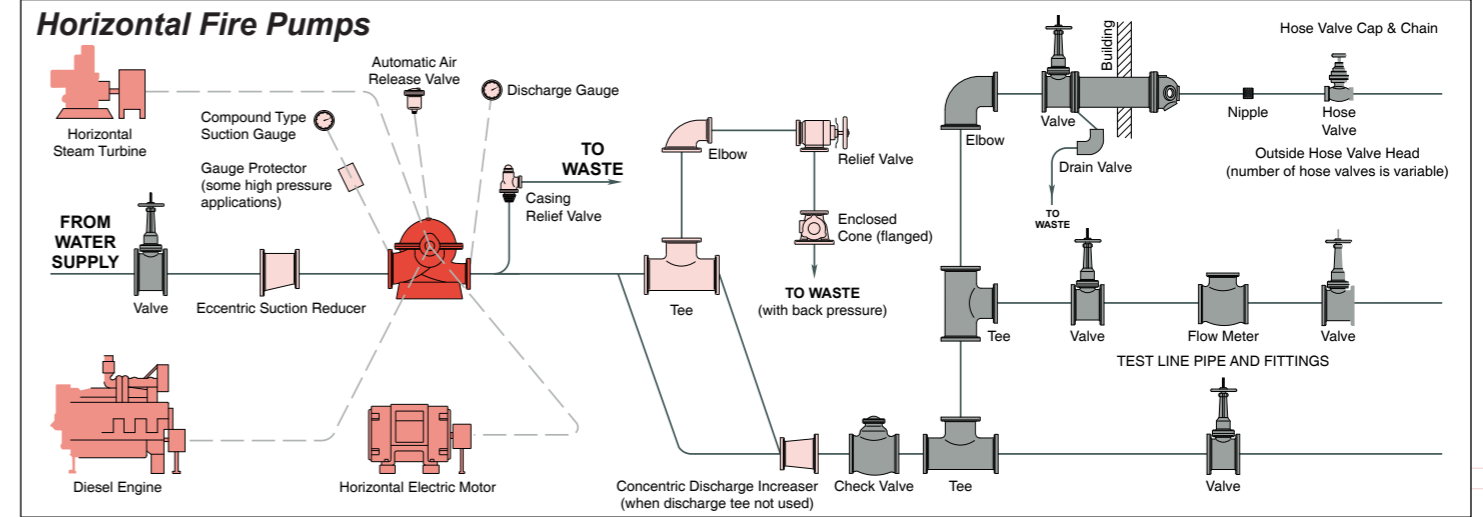 Horizontal Fire Pumps
Horizontal
Steam Turbine
Compound Type
Suction Gauge
Gauge Protector
(some high pressure
applications)
Automatic Air
Release Valve
Discharge Gauge
TO
WASTE
Casing
Relief Valve
FROM
WATER
SUPPLY
Valve
Eccentric Suction Reducer
Elbow
Relief Valve
Enclosed
Cone (flanged)
TO WASTE
(with back pressure)
Tee
Elbow
Valve
Building
Drain Valve
TO
WASTE
Hose Valve Cap & Chain
Nipple
Hose
Valve
Outside Hose Valve Head
(number of hose valves is variable)
Tee
Valve
Flow Meter
Valve
TEST LINE PIPE AND FITTINGS
Diesel Engine
Horizontal Electric Motor
Concentric Discharge Increaser
(when discharge tee not used)
Check Valve
Tee
Valve